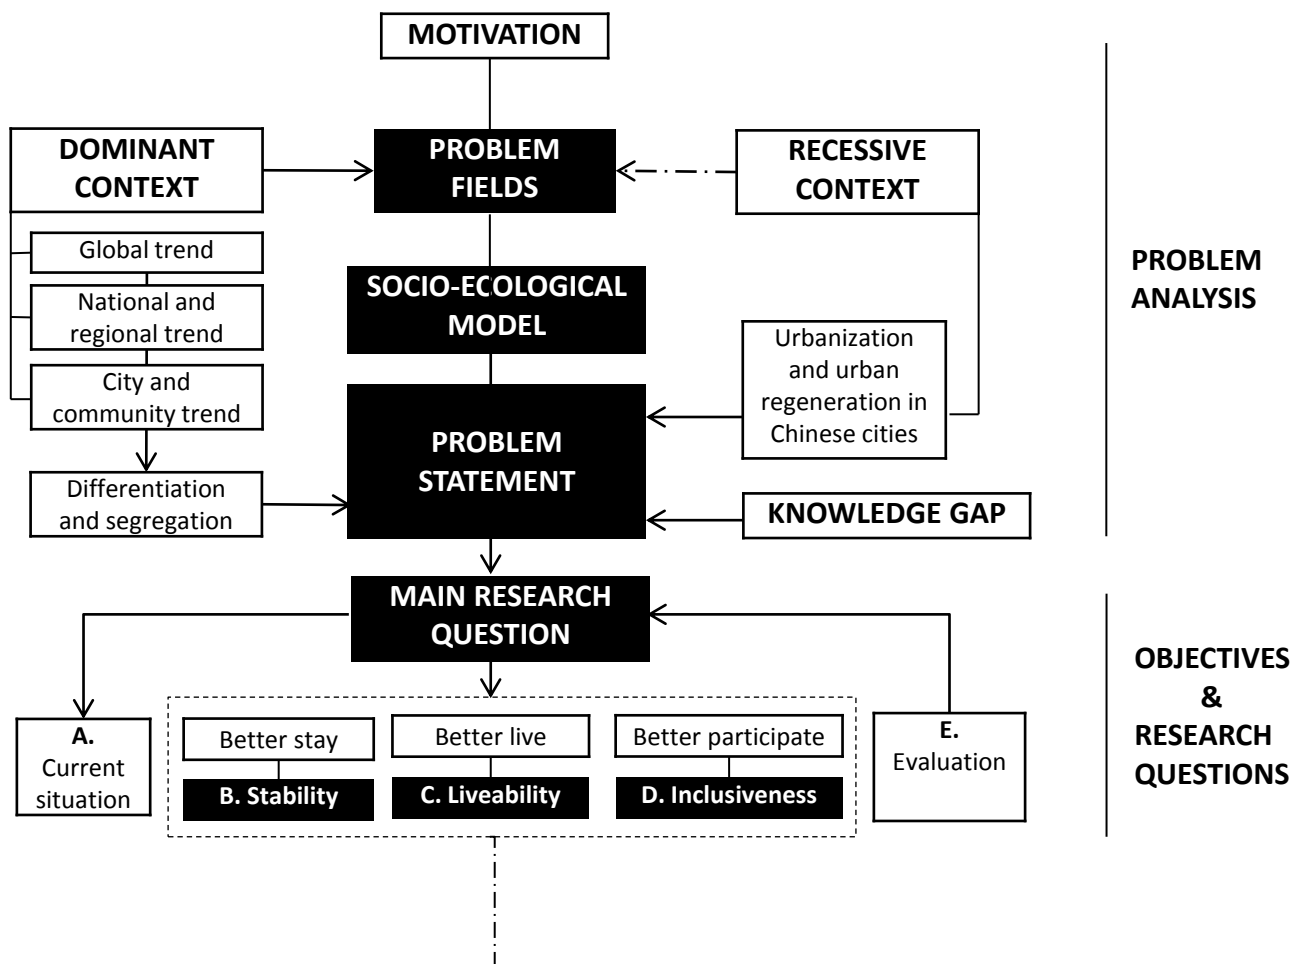 MOTIVATION
DOMINANT
CONTEXT
PROBLEM
FIELDS
RECESSIVE
CONTEXT
Global trend
National and
regional trend
City and
community trend
Differentiation
and segregation
SOCIO-ECOLOGICAL
MODEL
PROBLEM
STATEMENT
Urbanization
and urban
regeneration in
Chinese cities
KNOWLEDGE GAP
PROBLEM
ANALYSIS
MAIN RESEARCH
QUESTION
A.
Current
situation
Better stay
B. Stability
Better live
C. Liveability
Better participate
D. Inclusiveness
E.
Evaluation
OBJECTIVES
&
RESEARCH
QUESTIONS